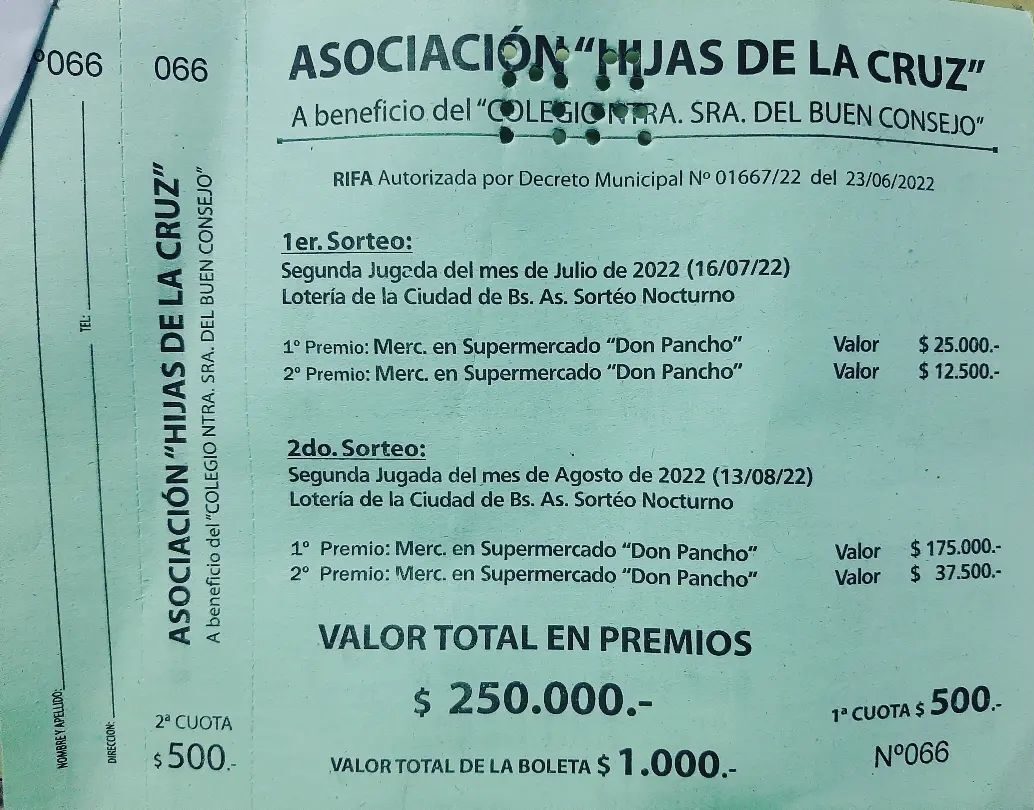 Nº066
NOMBRE Y APELLIDO:
TEL:
DIRECCION:
066
ASOCIACIÓN "HIJAS DE LA CRUZ"
A beneficio del "COLEGIO NTRA. SRA. DEL BUEN CONSEJO"
2ª CUOTA
$ 500.-
ASOCIACIÓN "HIJAS DE LA CRUZ"
A beneficio del "COLEGIO NTRA. SRA. DEL BUEN CONSEJO"
RIFA Autorizada por Decreto Municipal Nº 01667/22 del 23/06/2022
1er. Sorteo:
Segunda Jugada del mes de Julio de 2022 (16/07/22)
Lotería de la Ciudad de Bs. As. Sortéo Nocturno
1º Premio: Merc. en Supermercado "Don Pancho" Valor $ 25.000.-
2º Premio: Merc. en Supermercado "Don Pancho" Valor $ 12.500.-
2do. Sorteo:
Segunda Jugada del mes de Agosto de 2022 (13/08/22)
Lotería de la Ciudad de Bs. As. Sortéo Nocturno
1º Premio: Merc. en Supermercado "Don Pancho" Valor $ 175.000.-
2º Premio: Merc. en Supermercado "Don Pancho" Valor $ 37.500.-
VALOR TOTAL EN PREMIOS
$ 250.000.-
1ª CUOTA $ 500.-
VALOR TOTAL DE LA BOLETA $ 1.000.-
Nº066